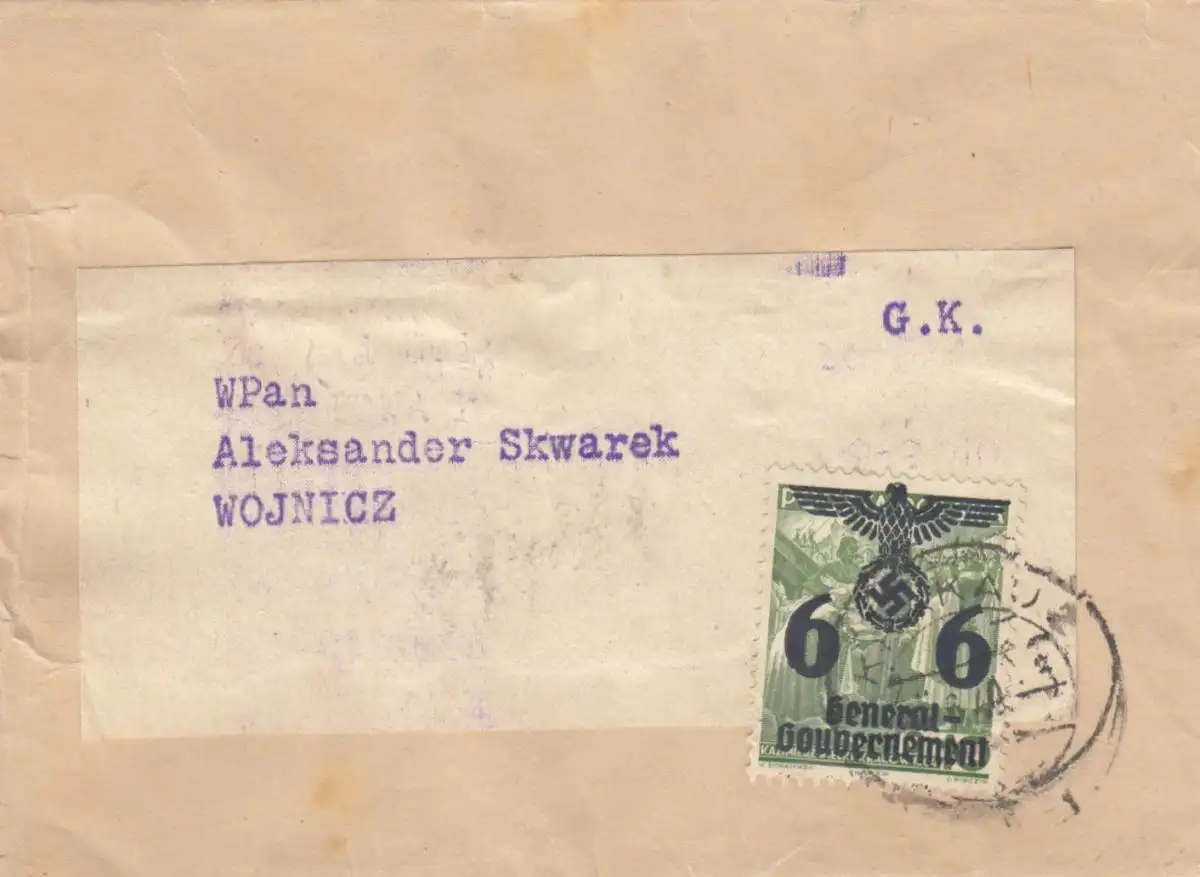 G.K.
WPan
Aleksander Skwarek
WOJNICZ
6 6
General-
Gouvernement